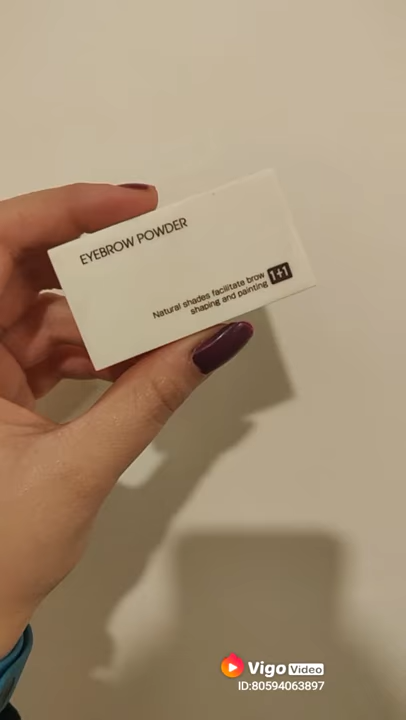 EYEBROW POWDER
Natural shades facilitate brow
shaping and painting
1+1
Vigo Video
ID:80594063897